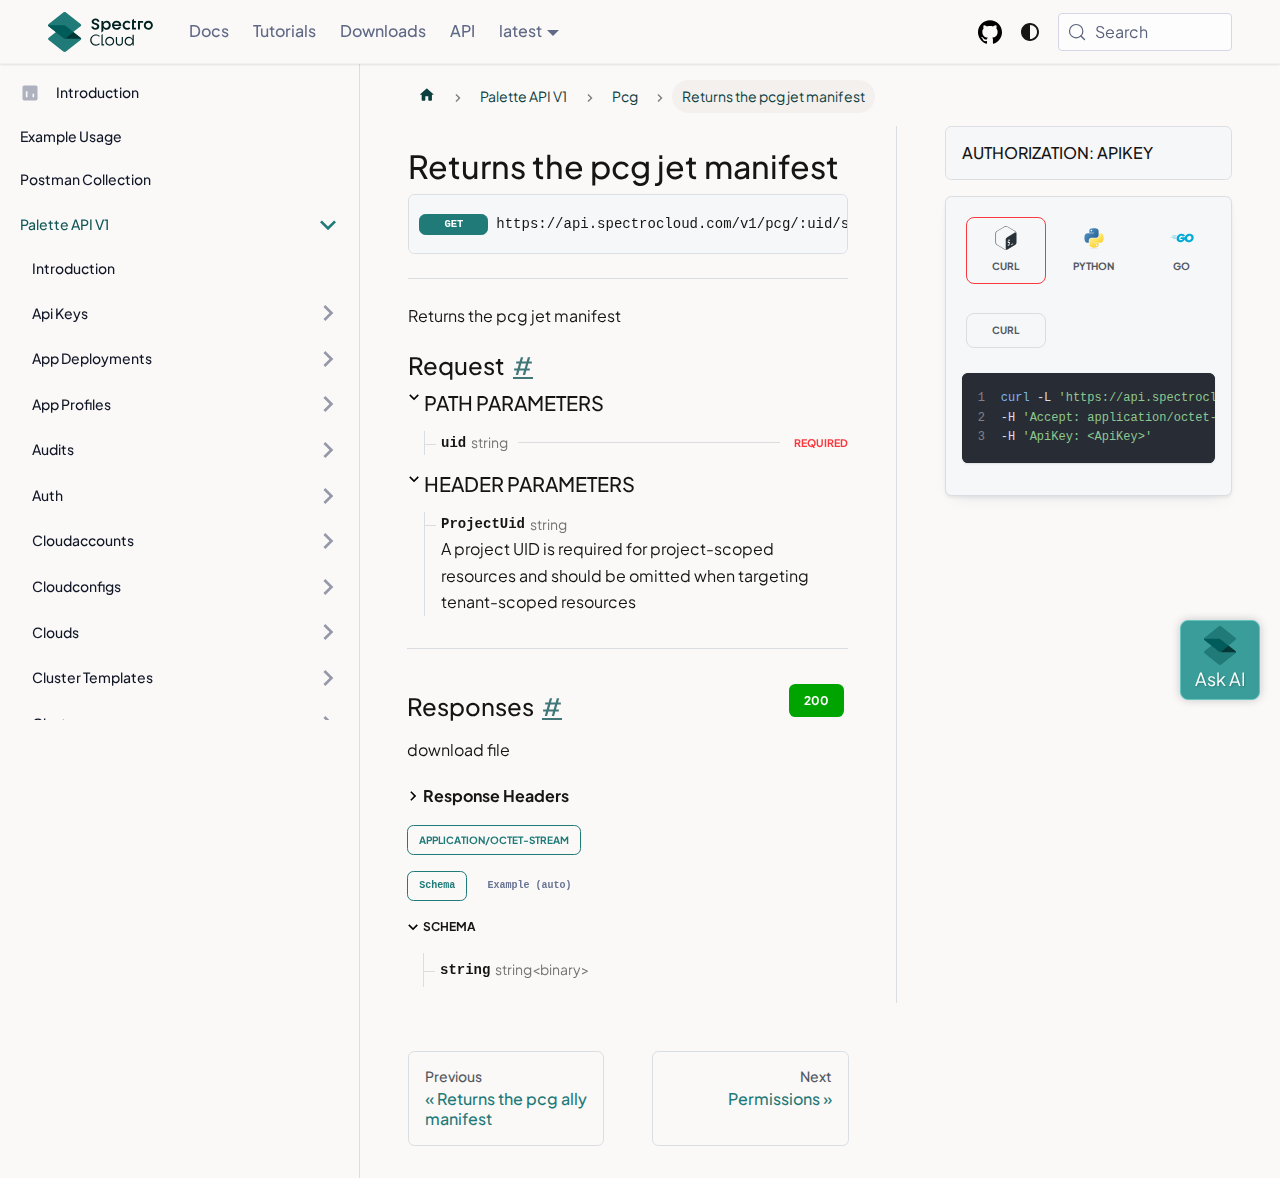 Spectro
Cloud
Docs
Tutorials
Downloads
API
latest
Search
Introduction
Example Usage
Postman Collection
Palette API V1
Introduction
Api Keys
App Deployments
App Profiles
Audits
Auth
Cloudaccounts
Cloudconfigs
Clouds
Cluster Templates
Palette API V1
Pcg
Returns the pcg jet manifest
Returns the pcg jet manifest
GET https://api.spectrocloud.com/v1/pcg/:uid/s
Returns the pcg jet manifest
Request #
PATH PARAMETERS
uid string REQUIRED
HEADER PARAMETERS
ProjectUid string
A project UID is required for project-scoped
resources and should be omitted when targeting
tenant-scoped resources
Responses #
200
download file
Response Headers
APPLICATION/OCTET-STREAM
Schema Example (auto)
SCHEMA
string string<binary>
Previous
« Returns the pcg ally
manifest
Next
Permissions »
AUTHORIZATION: APIKEY
CURL PYTHON GO
CURL
1 curl -L 'https://api.spectrocl
2 -H 'Accept: application/octet-
3 -H 'ApiKey: <ApiKey>'
Ask AI